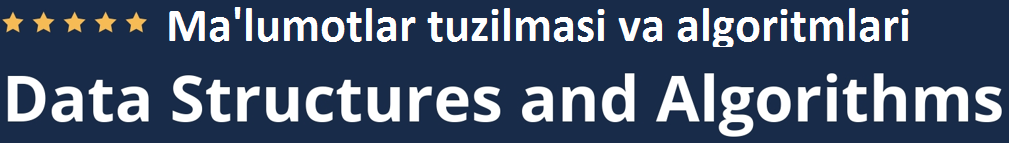 Ma'lumotlar tuzilmasi va algoritmlari
Data Structures and Algorithms